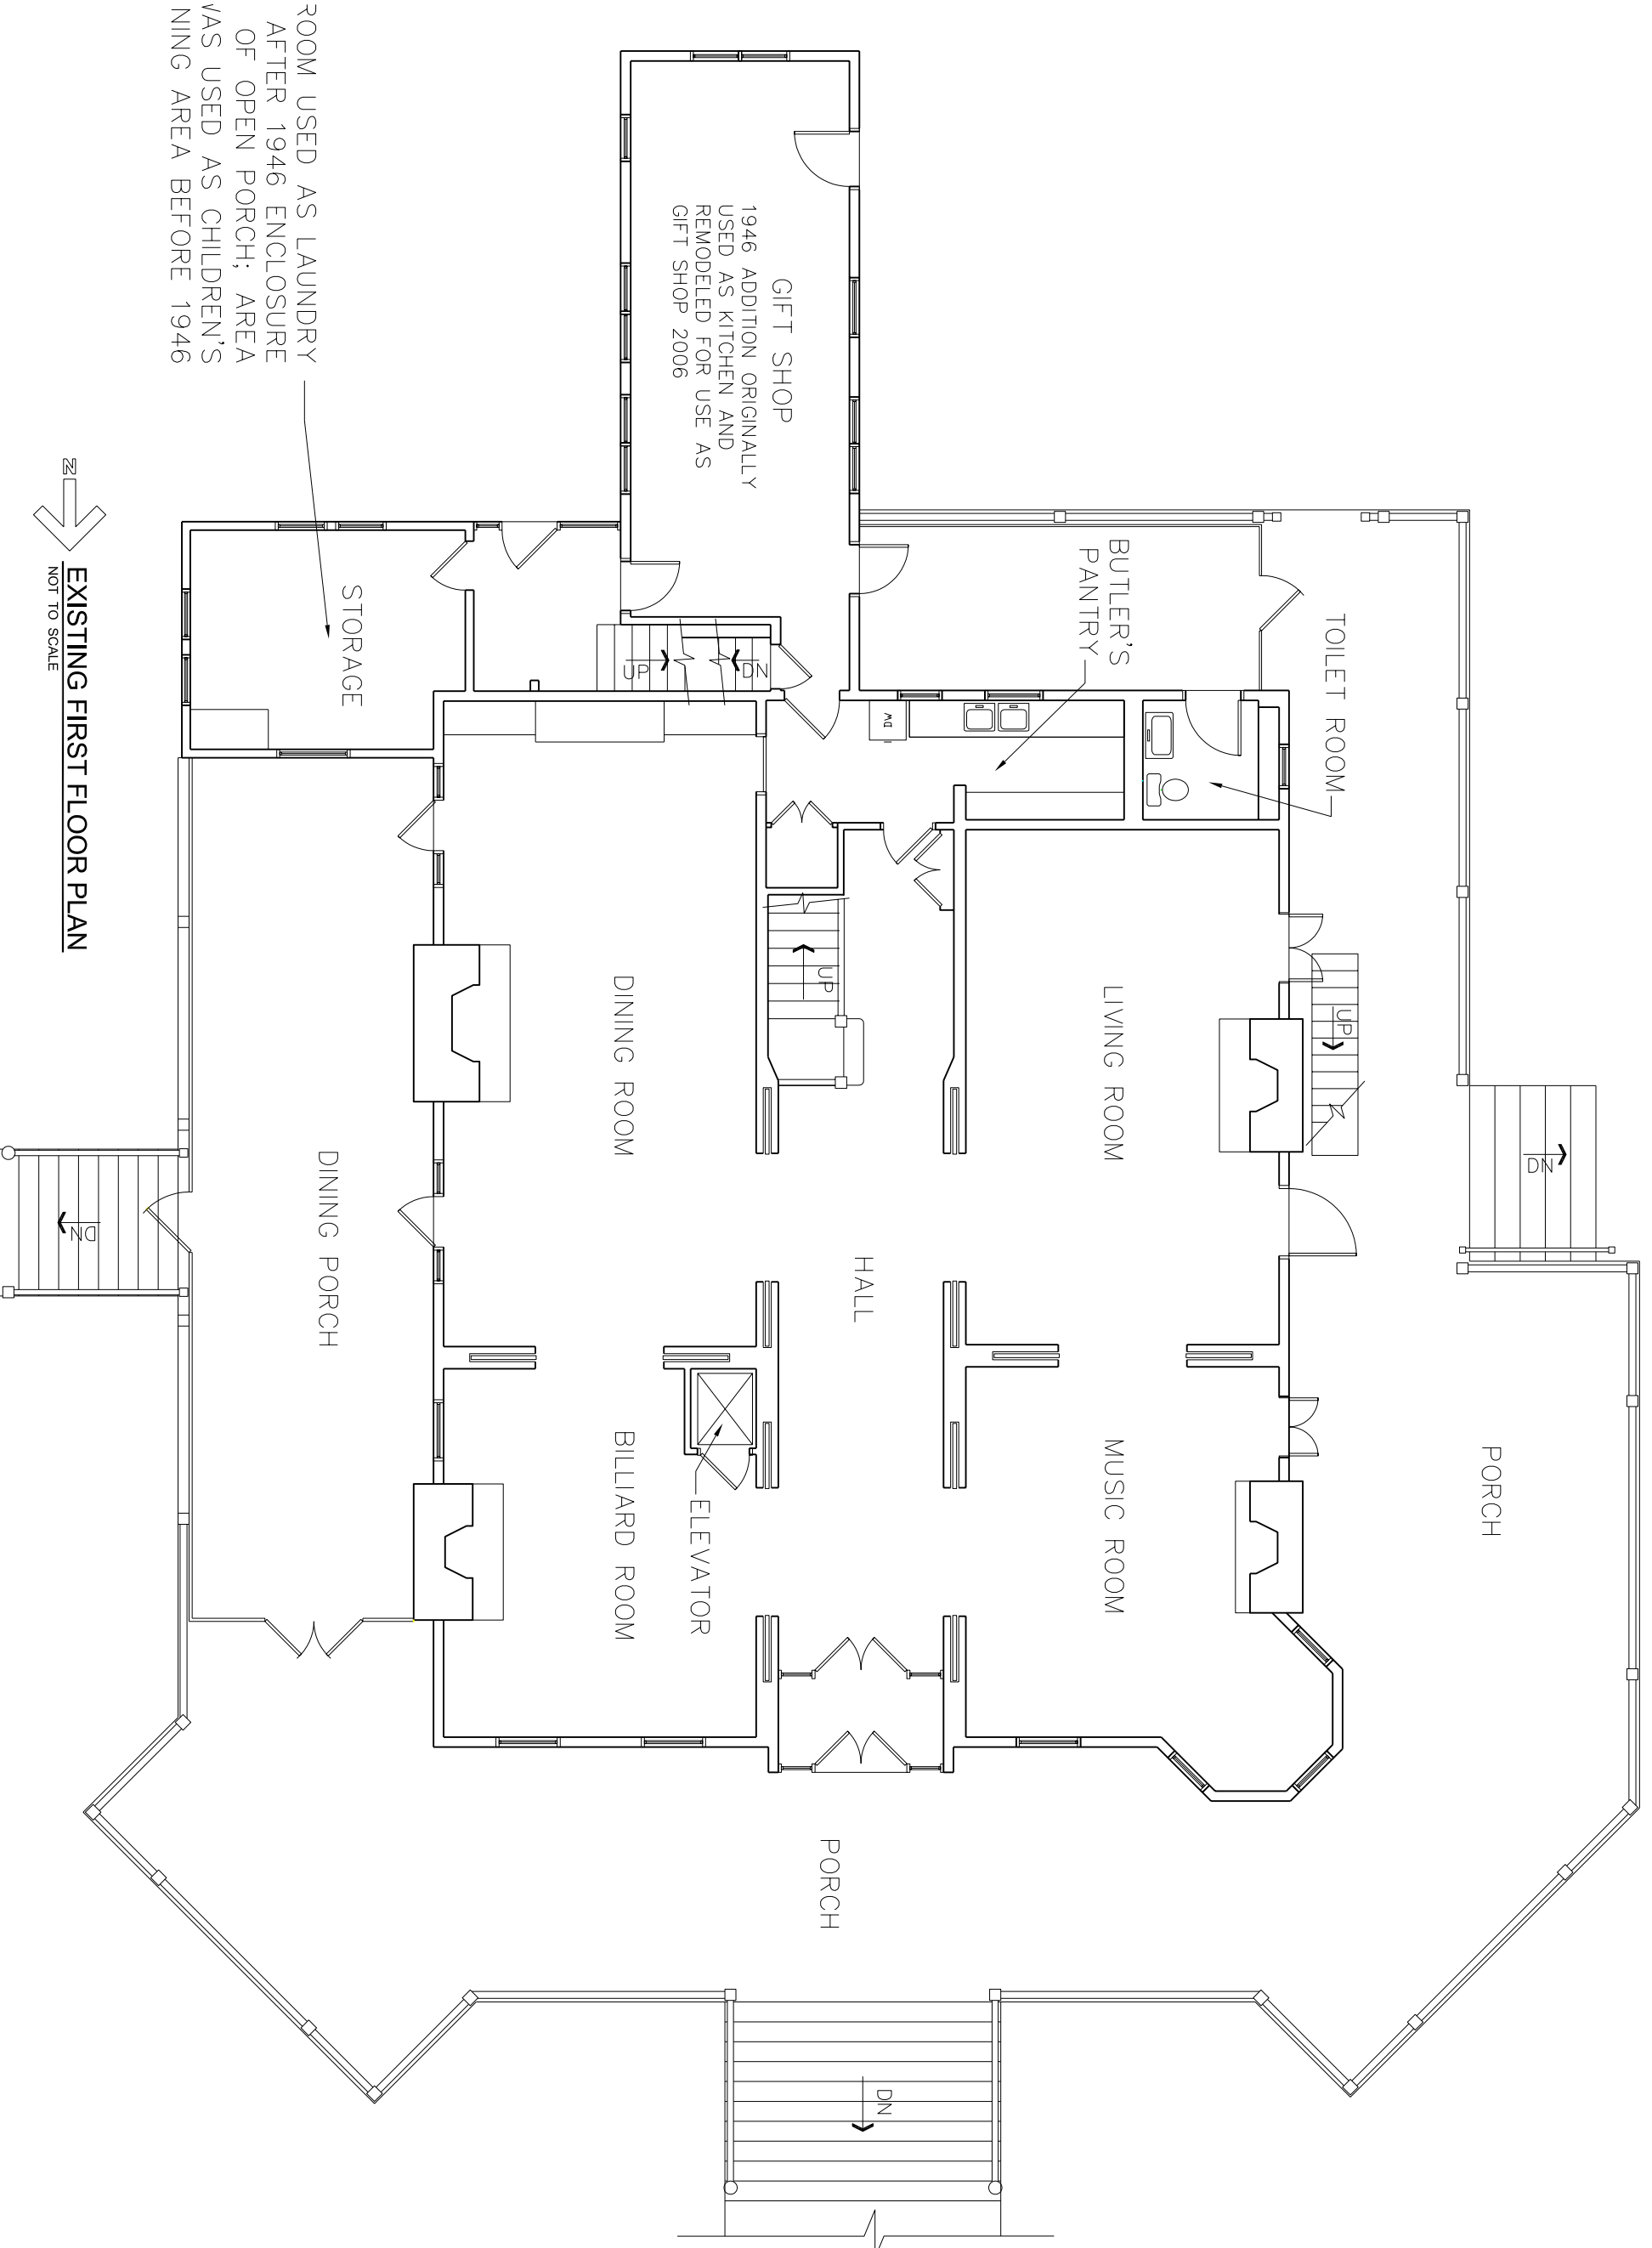 DN
PORCH
TOILET ROOM
UP
BUTLER'S
PANTRY
LIVING ROOM
MUSIC ROOM
DW
DN
HALL
PORCH
UP
GIFT SHOP
1946 ADDITION ORIGINALLY
USED AS KITCHEN AND
REMODELED FOR USE AS
GIFT SHOP 2006
DN
UP
ELEVATOR
DINING ROOM
BILLIARD ROOM
STORAGE
DINING PORCH
ROOM USED AS LAUNDRY
AFTER 1946 ENCLOSURE
OF OPEN PORCH; AREA
WAS USED AS CHILDREN'S
NING AREA BEFORE 1946
DN
N
EXISTING FIRST FLOOR PLAN
NOT TO SCALE